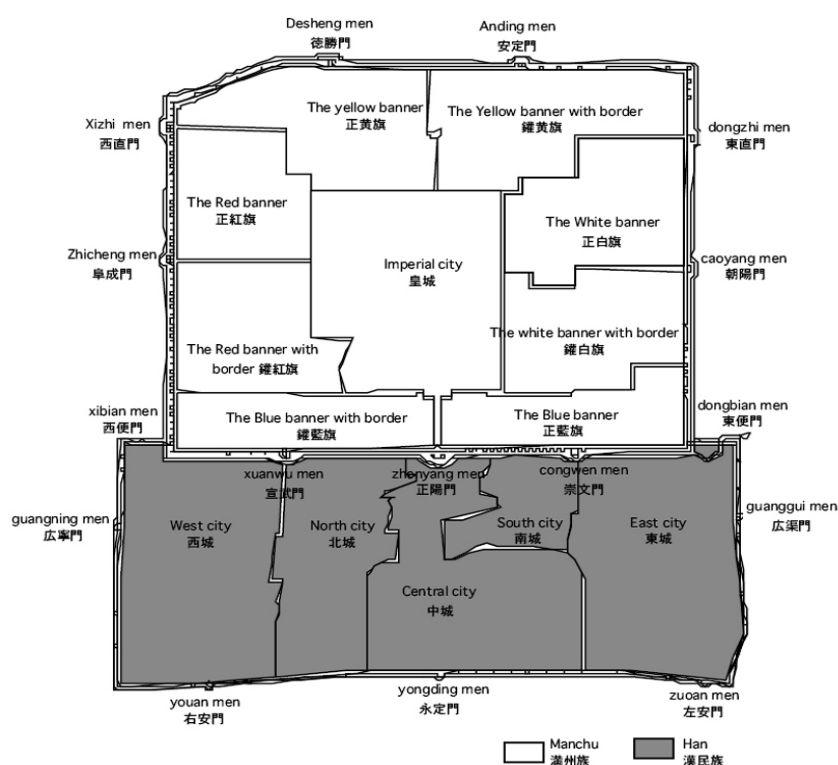 Desheng men
徳勝門
Anding men
安定門
The yellow banner
正黄旗
The Yellow banner with border
鑲黄旗
Xizhi men
西直門
dongzhi men
東直門
The Red banner
正紅旗
The White banner
正白旗
Zhicheng men
阜成門
Imperial city
皇城
caoyang men
朝陽門
The white banner with border
鑲白旗
The Red banner with
border 鑲紅旗
xibian men
西便門
The Blue banner with border
鑲藍旗
The Blue banner
正藍旗
dongbian men
東便門
xuanwu men
宣武門
zhenyang men
正陽門
congwen men
崇文門
guangning men
広寧門
West city
西城
North city
北城
South city
南城
East city
東城
guanggui men
広渠門
Central city
中城
youan men
右安門
yongding men
永定門
zuoan men
左安門
Manchu
満州族
Han
漢民族